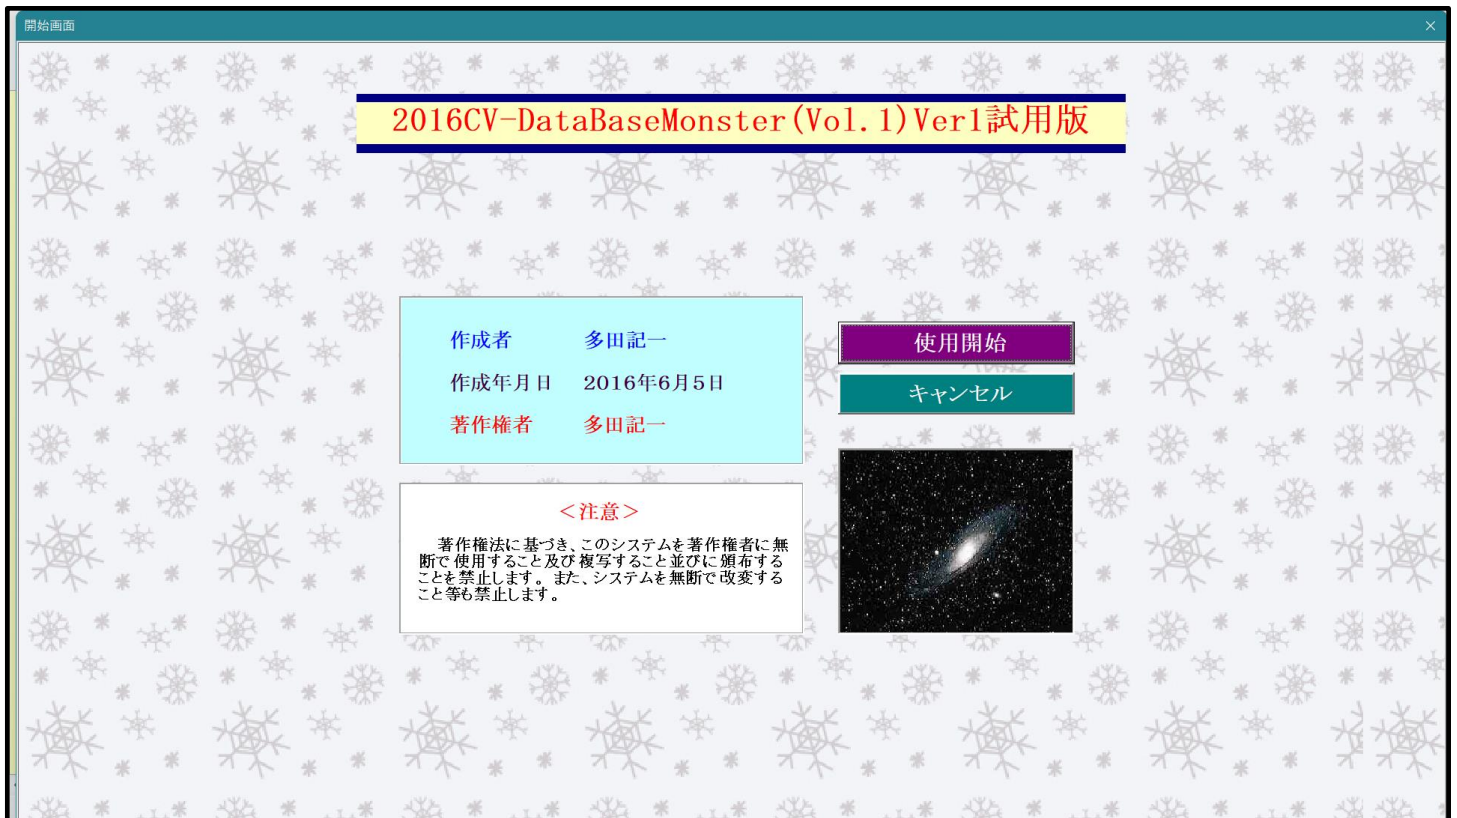 開始画面
2016CV-DataBaseMonster(Vol.1)Ver1試用版
作成者 多田記一
作成年月日 2016年6月5日
著作権者 多田記一
使用開始
キャンセル
＜注意＞
著作権法に基づき、このシステムを著作権者に無
断で使用すること及び複写すること並びに頒布する
ことを禁止します。また、システムを無断で改変する
こと等も禁止します。